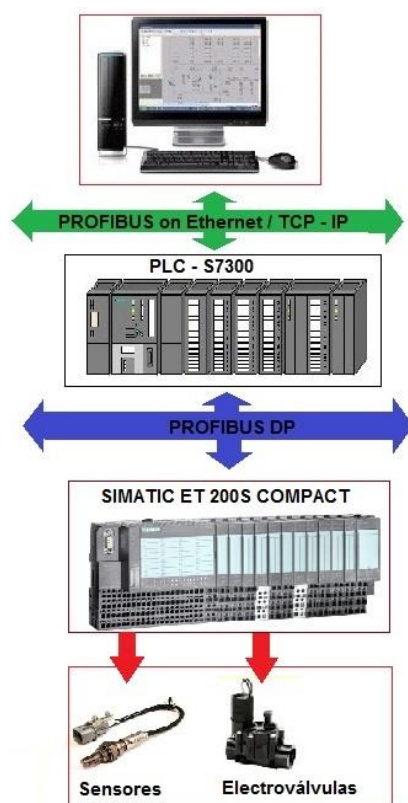 PROFIBUS on Ethernet / TCP - IP
PLC - S7300
PROFIBUS DP
SIMATIC ET 200S COMPACT
Sensores
Electroválvulas